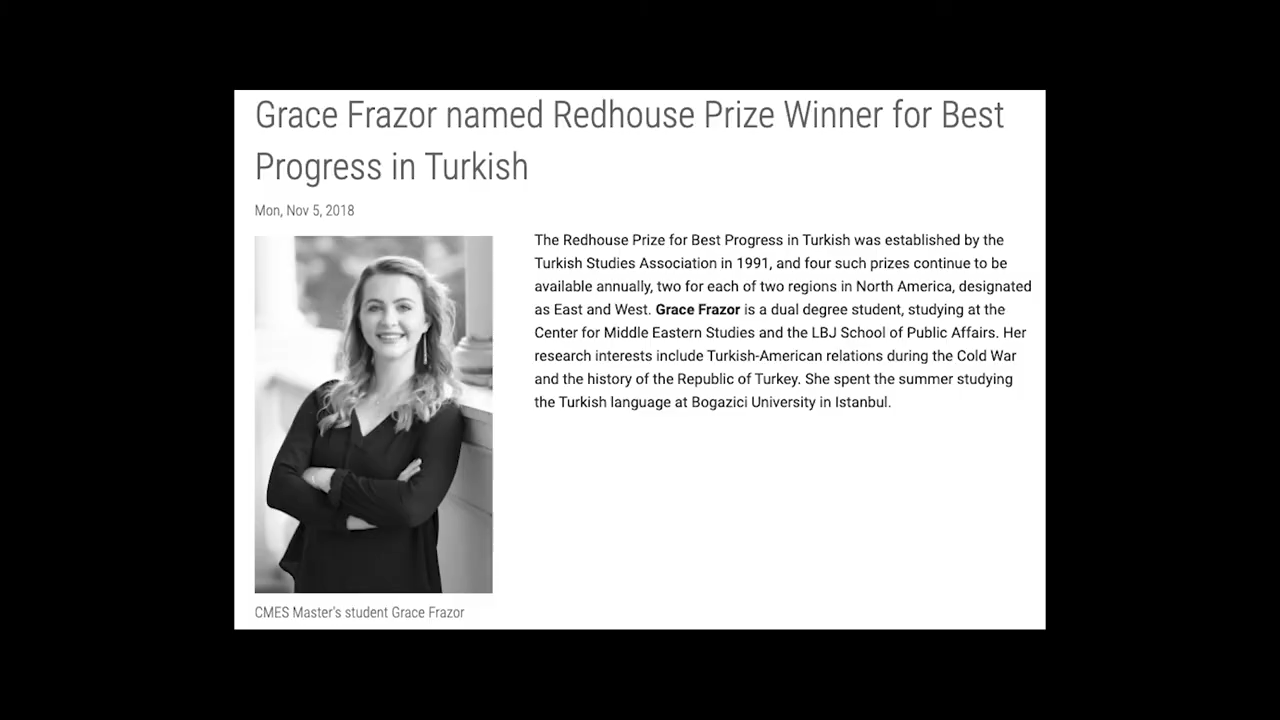 Grace Frazor named Redhouse Prize Winner for Best
Progress in Turkish
Mon, Nov 5, 2018
The Redhouse Prize for Best Progress in Turkish was established by the
Turkish Studies Association in 1991, and four such prizes continue to be
available annually, two for each of two regions in North America, designated
as East and West. Grace Frazor is a dual degree student, studying at the
Center for Middle Eastern Studies and the LBJ School of Public Affairs. Her
research interests include Turkish-American relations during the Cold War
and the history of the Republic of Turkey. She spent the summer studying
the Turkish language at Bogazici University in Istanbul.
CMES Master's student Grace Frazor